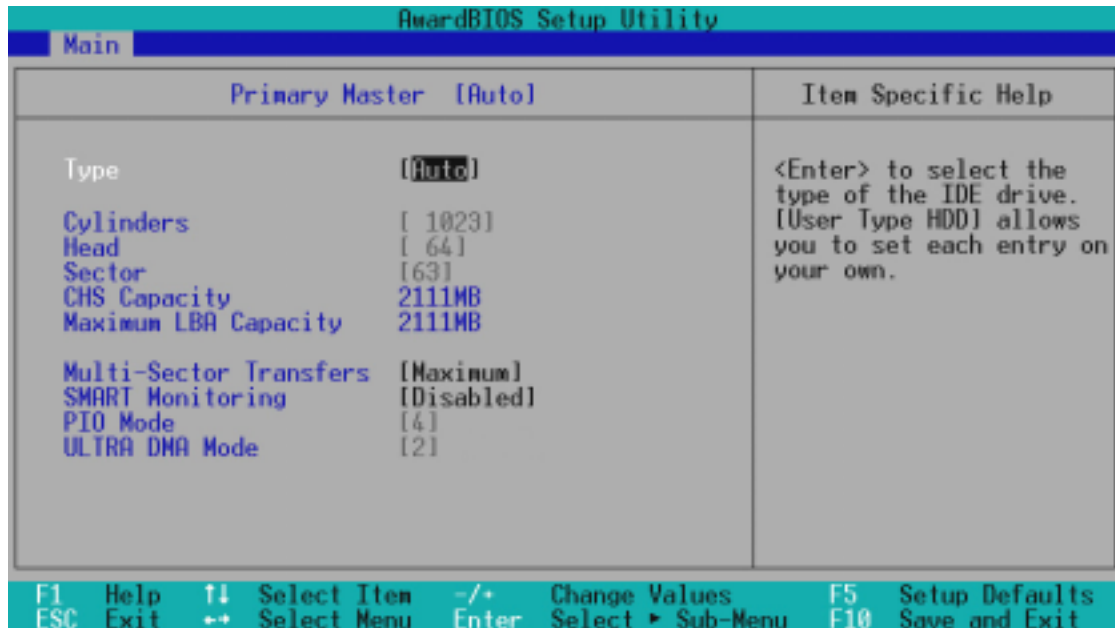 AwardBIOS Setup Utility
Main
Primary Master [Auto]
Item Specific Help
Type [Auto]
Cylinders [ 1023]
Head [ 64]
Sector [63]
CHS Capacity 2111MB
Maximum LBA Capacity 2111MB
Multi-Sector Transfers [Maximum]
SMART Monitoring [Disabled]
PIO Mode [4]
ULTRA DMA Mode [2]
<Enter> to select the
type of the IDE drive.
[User Type HDD] allows
you to set each entry on
your own.
F1 Help ↑↓ Select Item -/+ Change Values F5 Setup Defaults
ESC Exit ←→ Select Menu Enter Select ► Sub-Menu F10 Save and Exit